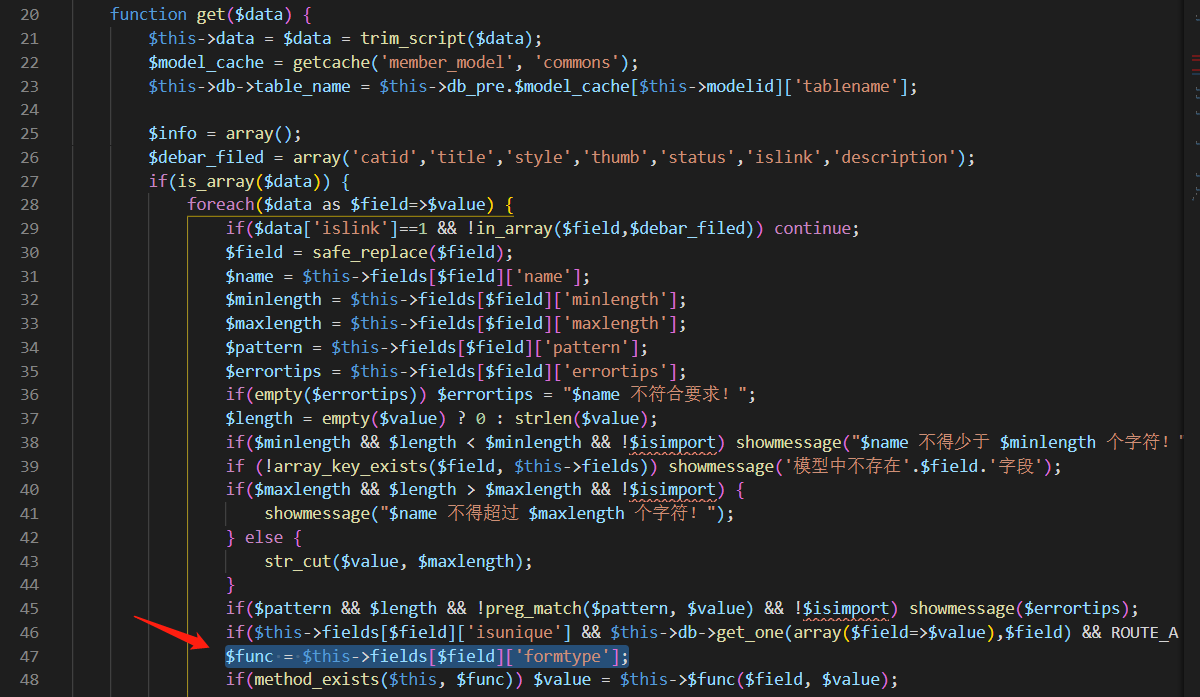 20 function get($data) {
21 $this->data = $data = trim_script($data);
22 $model_cache = getcache('member_model', 'commons');
23 $this->db->table_name = $this->db_pre.$model_cache[$this->modelid]['tablename'];
24
25 $info = array();
26 $debar_filed = array('catid','title','style','thumb','status','islink','description');
27 if(is_array($data)) {
28 foreach($data as $field=>$value) {
29 if($data['islink']==1 && !in_array($field,$debar_filed)) continue;
30 $field = safe_replace($field);
31 $name = $this->fields[$field]['name'];
32 $minlength = $this->fields[$field]['minlength'];
33 $maxlength = $this->fields[$field]['maxlength'];
34 $pattern = $this->fields[$field]['pattern'];
35 $errortips = $this->fields[$field]['errortips'];
36 if(empty($errortips)) $errortips = "$name 不符合要求！";
37 $length = empty($value) ? 0 : strlen($value);
38 if($minlength && $length < $minlength && !$isimport) showmessage("$name 不得少于 $minlength 个字符！"
39 if (!array_key_exists($field, $this->fields)) showmessage('模型中不存在'.$field.'字段');
40 if($maxlength && $length > $maxlength && !$isimport) {
41 showmessage("$name 不得超过 $maxlength 个字符！");
42 } else {
43 str_cut($value, $maxlength);
44 }
45 if($pattern && $length && !preg_match($pattern, $value) && !$isimport) showmessage($errortips);
46 if($this->fields[$field]['isunique'] && $this->db->get_one(array($field=>$value),$field) && ROUTE_A
47 $func = $this->fields[$field]['formtype'];
48 if(method_exists($this, $func)) $value = $this->$func($field, $value);